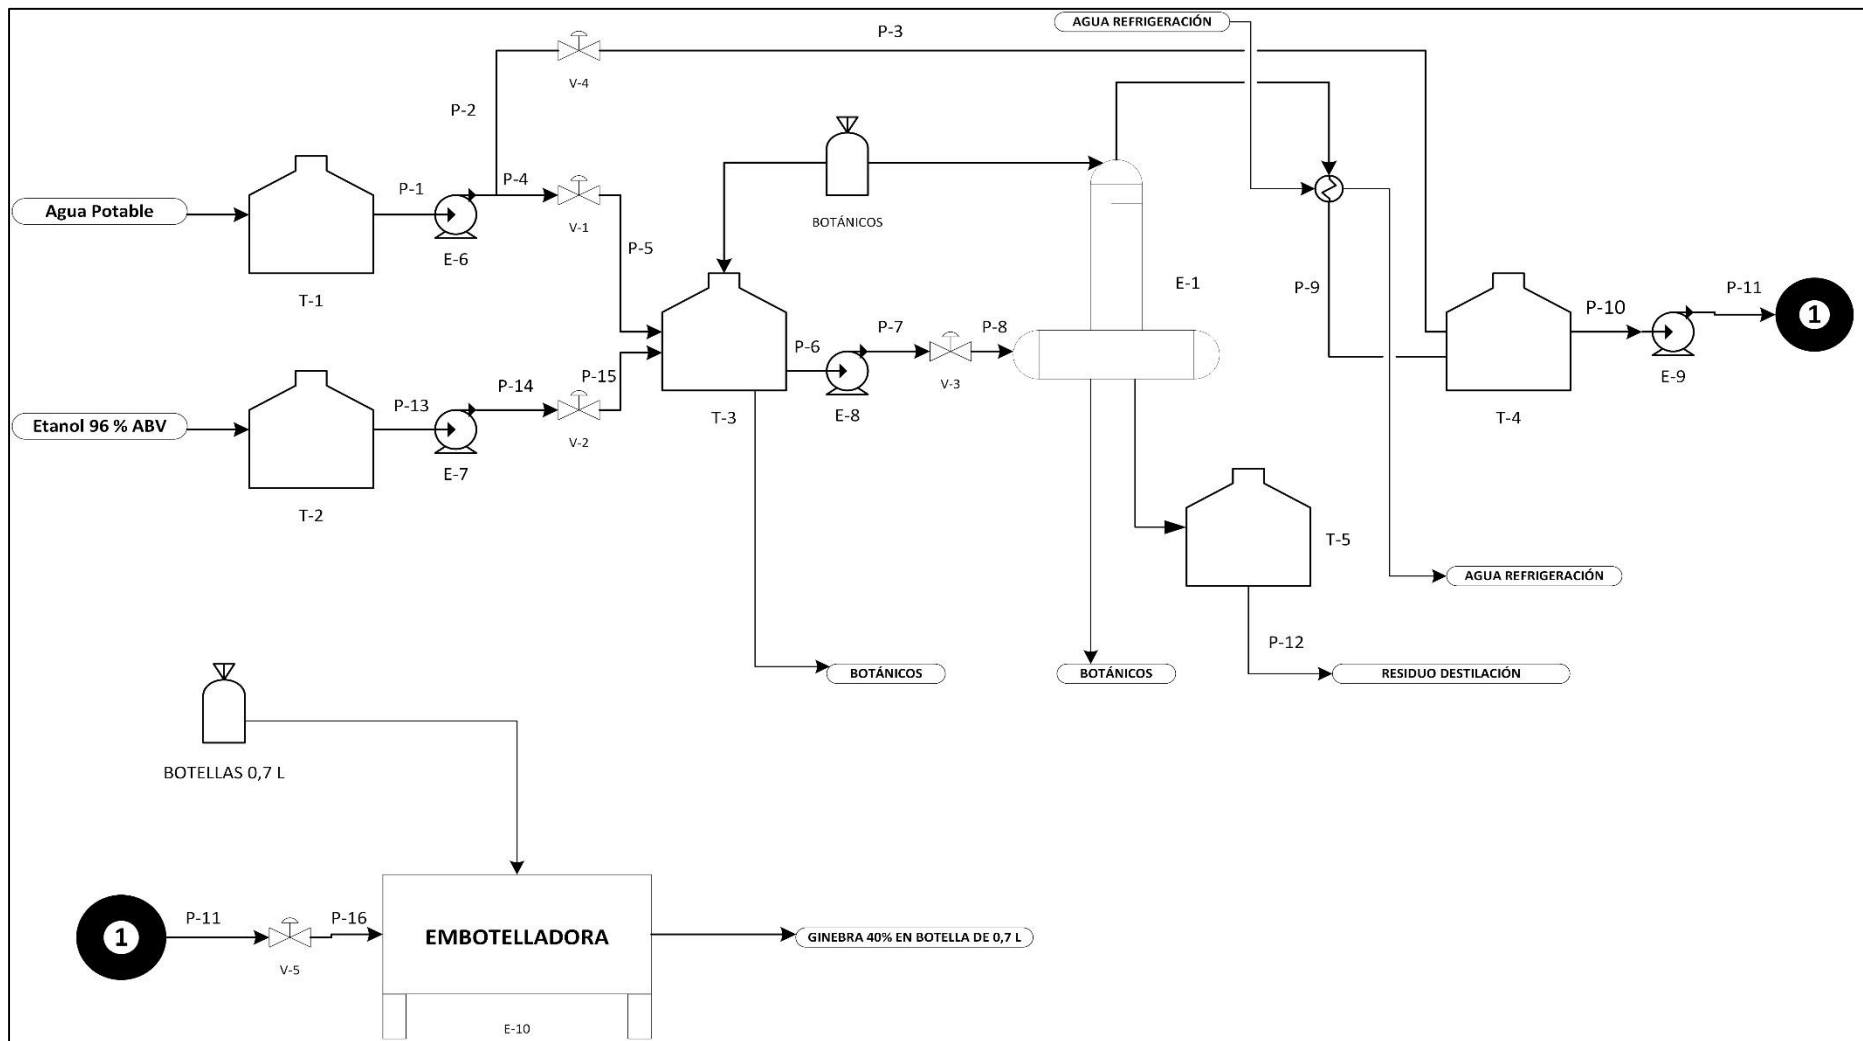 AGUA REFRIGERACIÓN
P-3
V-4
P-2
BOTÁNICOS
P-1
P-4
V-1
Agua Potable
E-6
P-5
T-1
E-1
P-9
P-10
P-11
1
E-9
T-4
P-6
P-7
P-8
V-3
E-8
T-3
P-13
P-14
P-15
V-2
Etanol 96 % ABV
E-7
T-2
T-5
AGUA REFRIGERACIÓN
P-12
BOTÁNICOS
BOTÁNICOS
RESIDUO DESTILACIÓN
BOTELLAS 0,7 L
1
P-11
P-16
V-5
EMBOTELLADORA
GINEBRA 40% EN BOTELLA DE 0,7 L
E-10